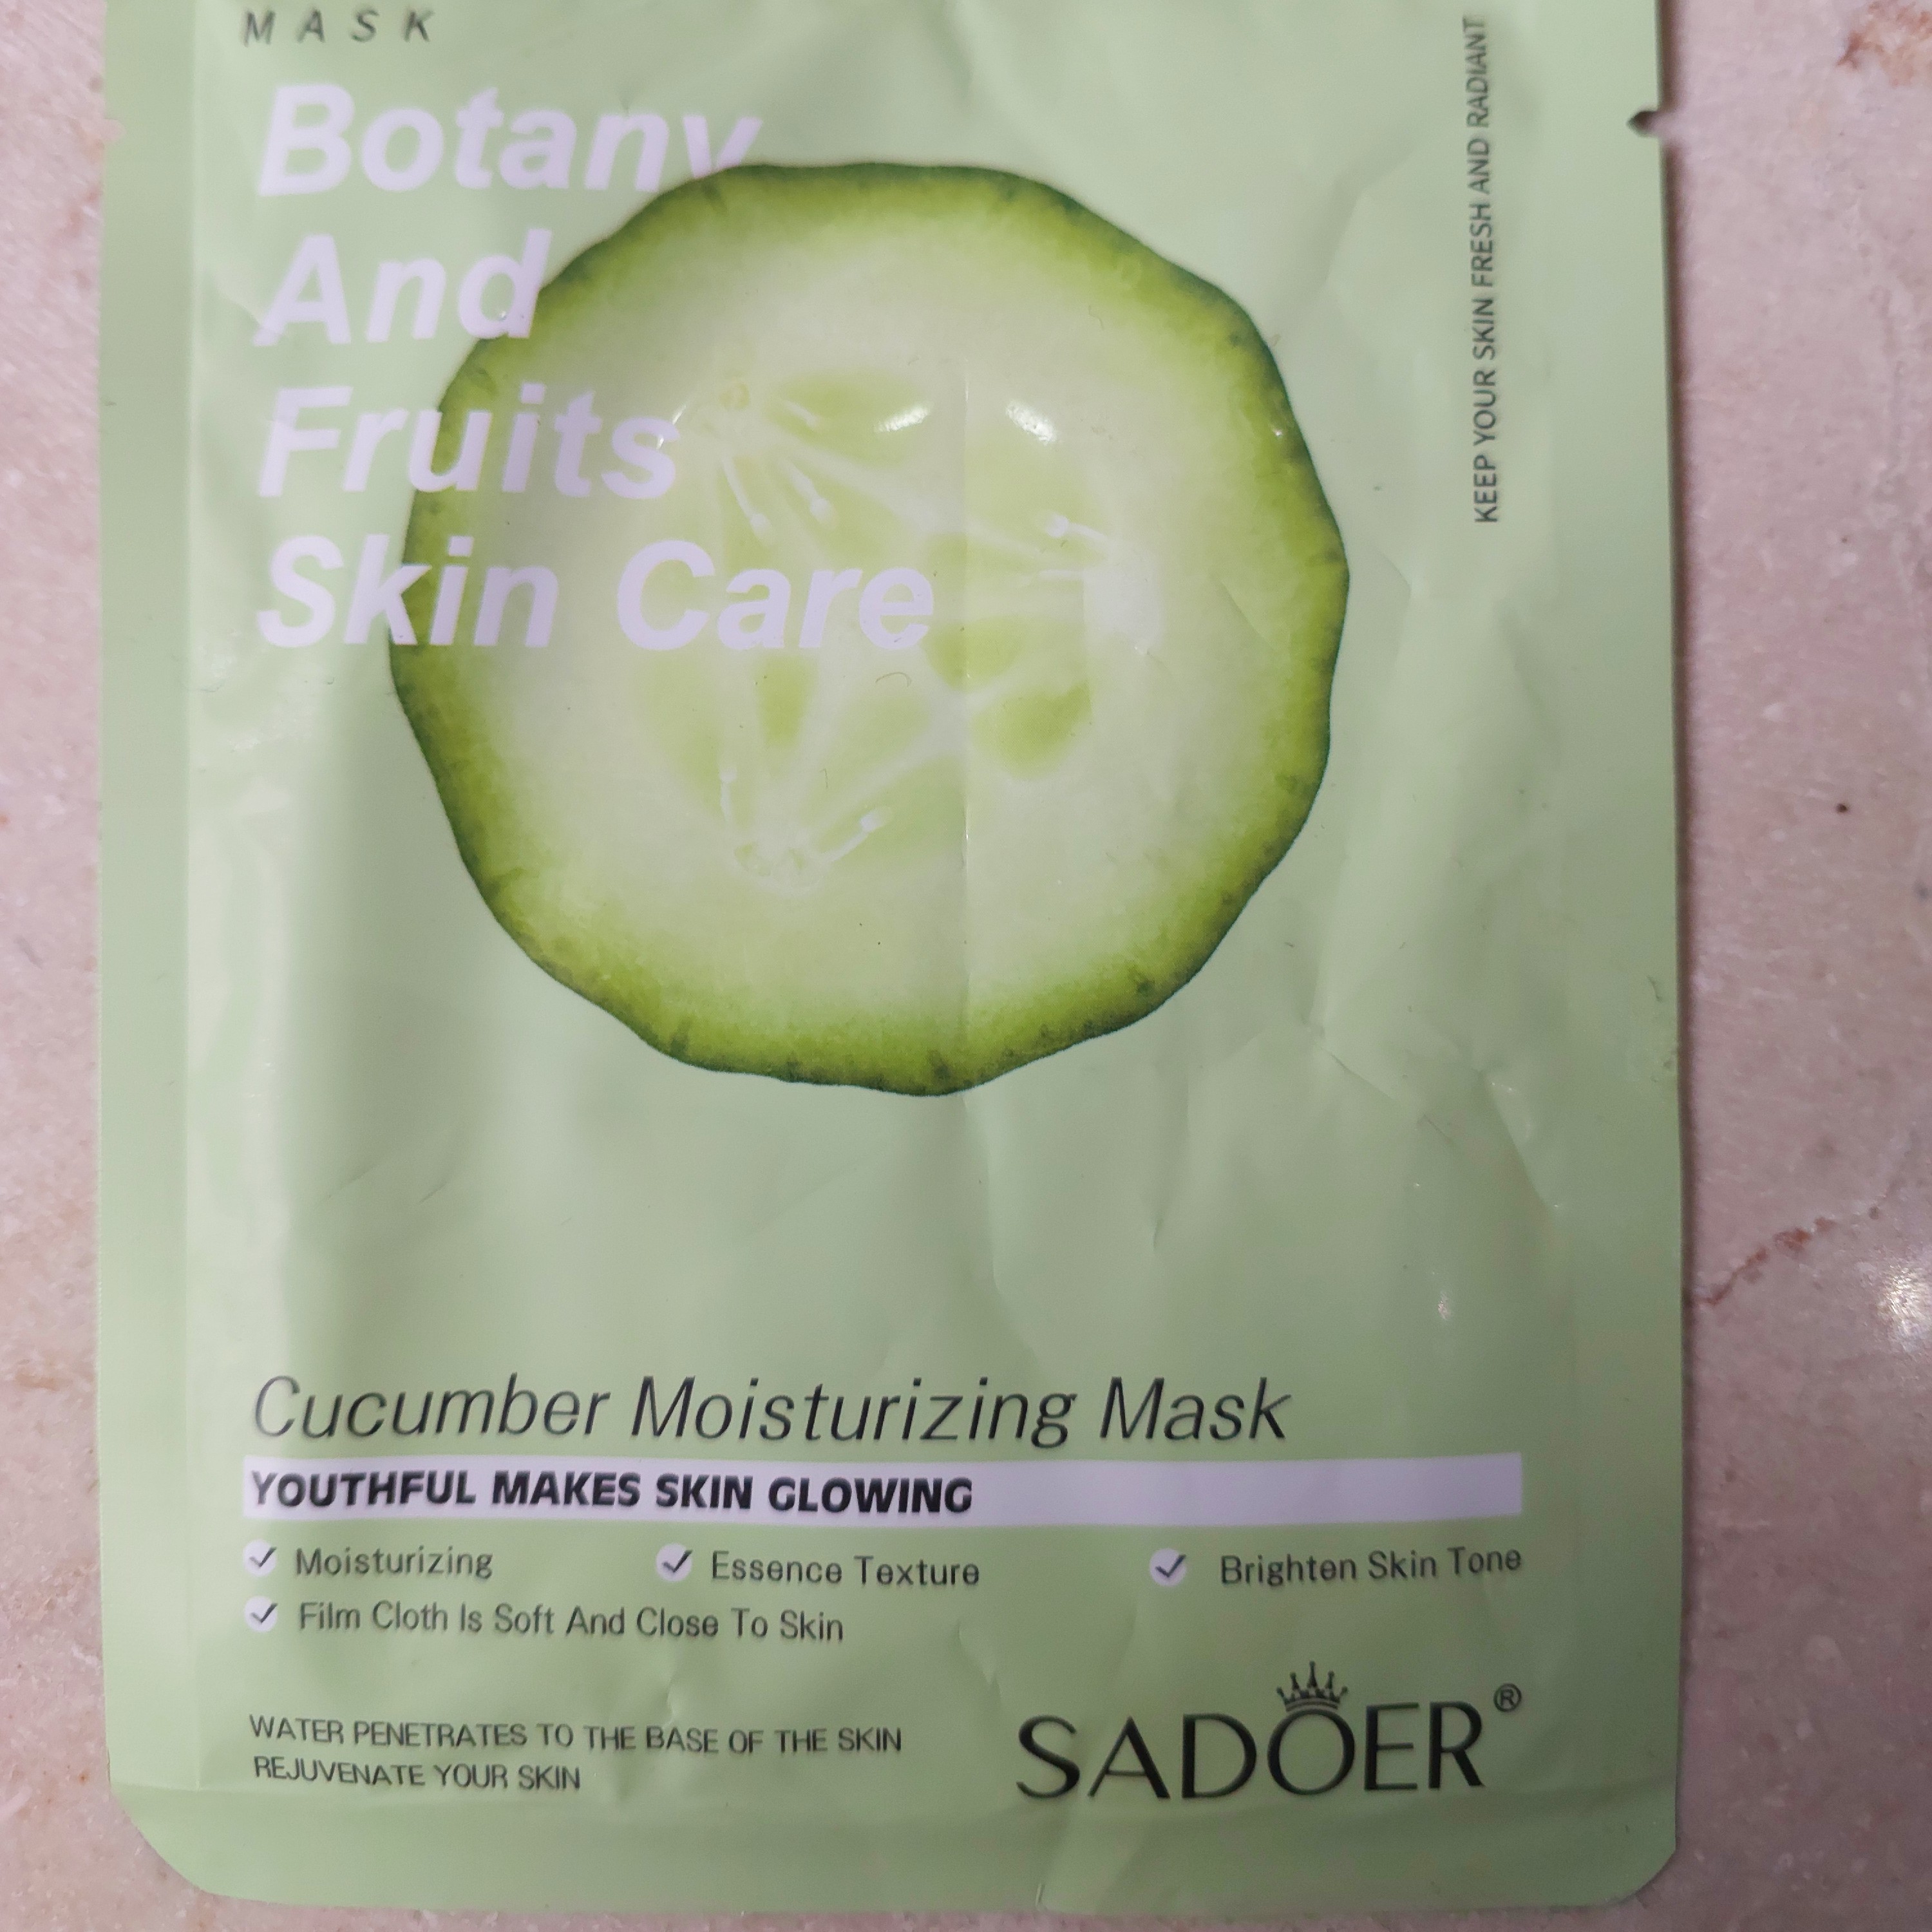 MASK
Botany
And
Fruits
Skin Care
KEEP YOUR SKIN FRESH AND RADIANT
Cucumber Moisturizing Mask
YOUTHFUL MAKES SKIN GLOWING
✓ Moisturizing ✓ Essence Texture ✓ Brighten Skin Tone
✓ Film Cloth Is Soft And Close To Skin
WATER PENETRATES TO THE BASE OF THE SKIN
REJUVENATE YOUR SKIN
SADOER®